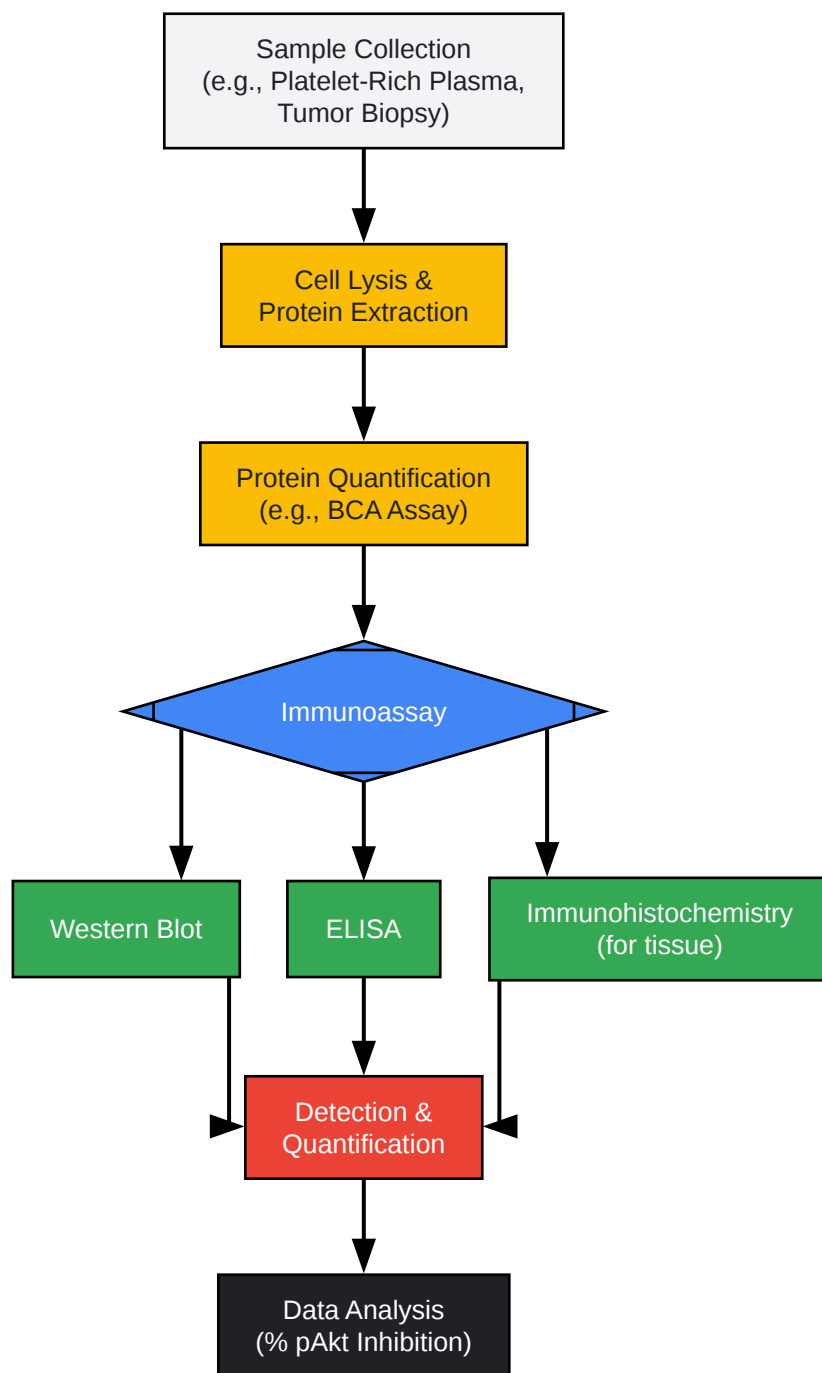 Sample Collection
(e.g., Platelet-Rich Plasma,
Tumor Biopsy)
Cell Lysis &
Protein Extraction
Protein Quantification
(e.g., BCA Assay)
Immunoassay
Western Blot
ELISA
Immunohistochemistry
(for tissue)
Detection &
Quantification
Data Analysis
(% pAkt Inhibition)